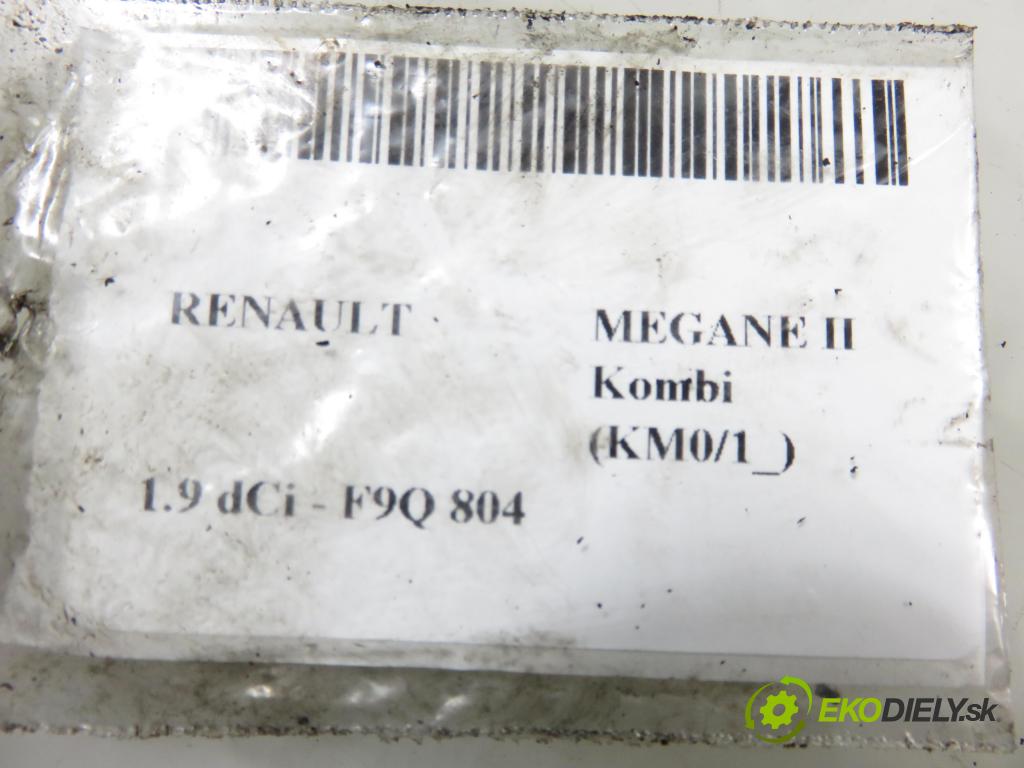 RENAULT
MEGANE II
Kombi
(KM0/1_)
1.9 dCi - F9Q 804
EKODIELY.sk